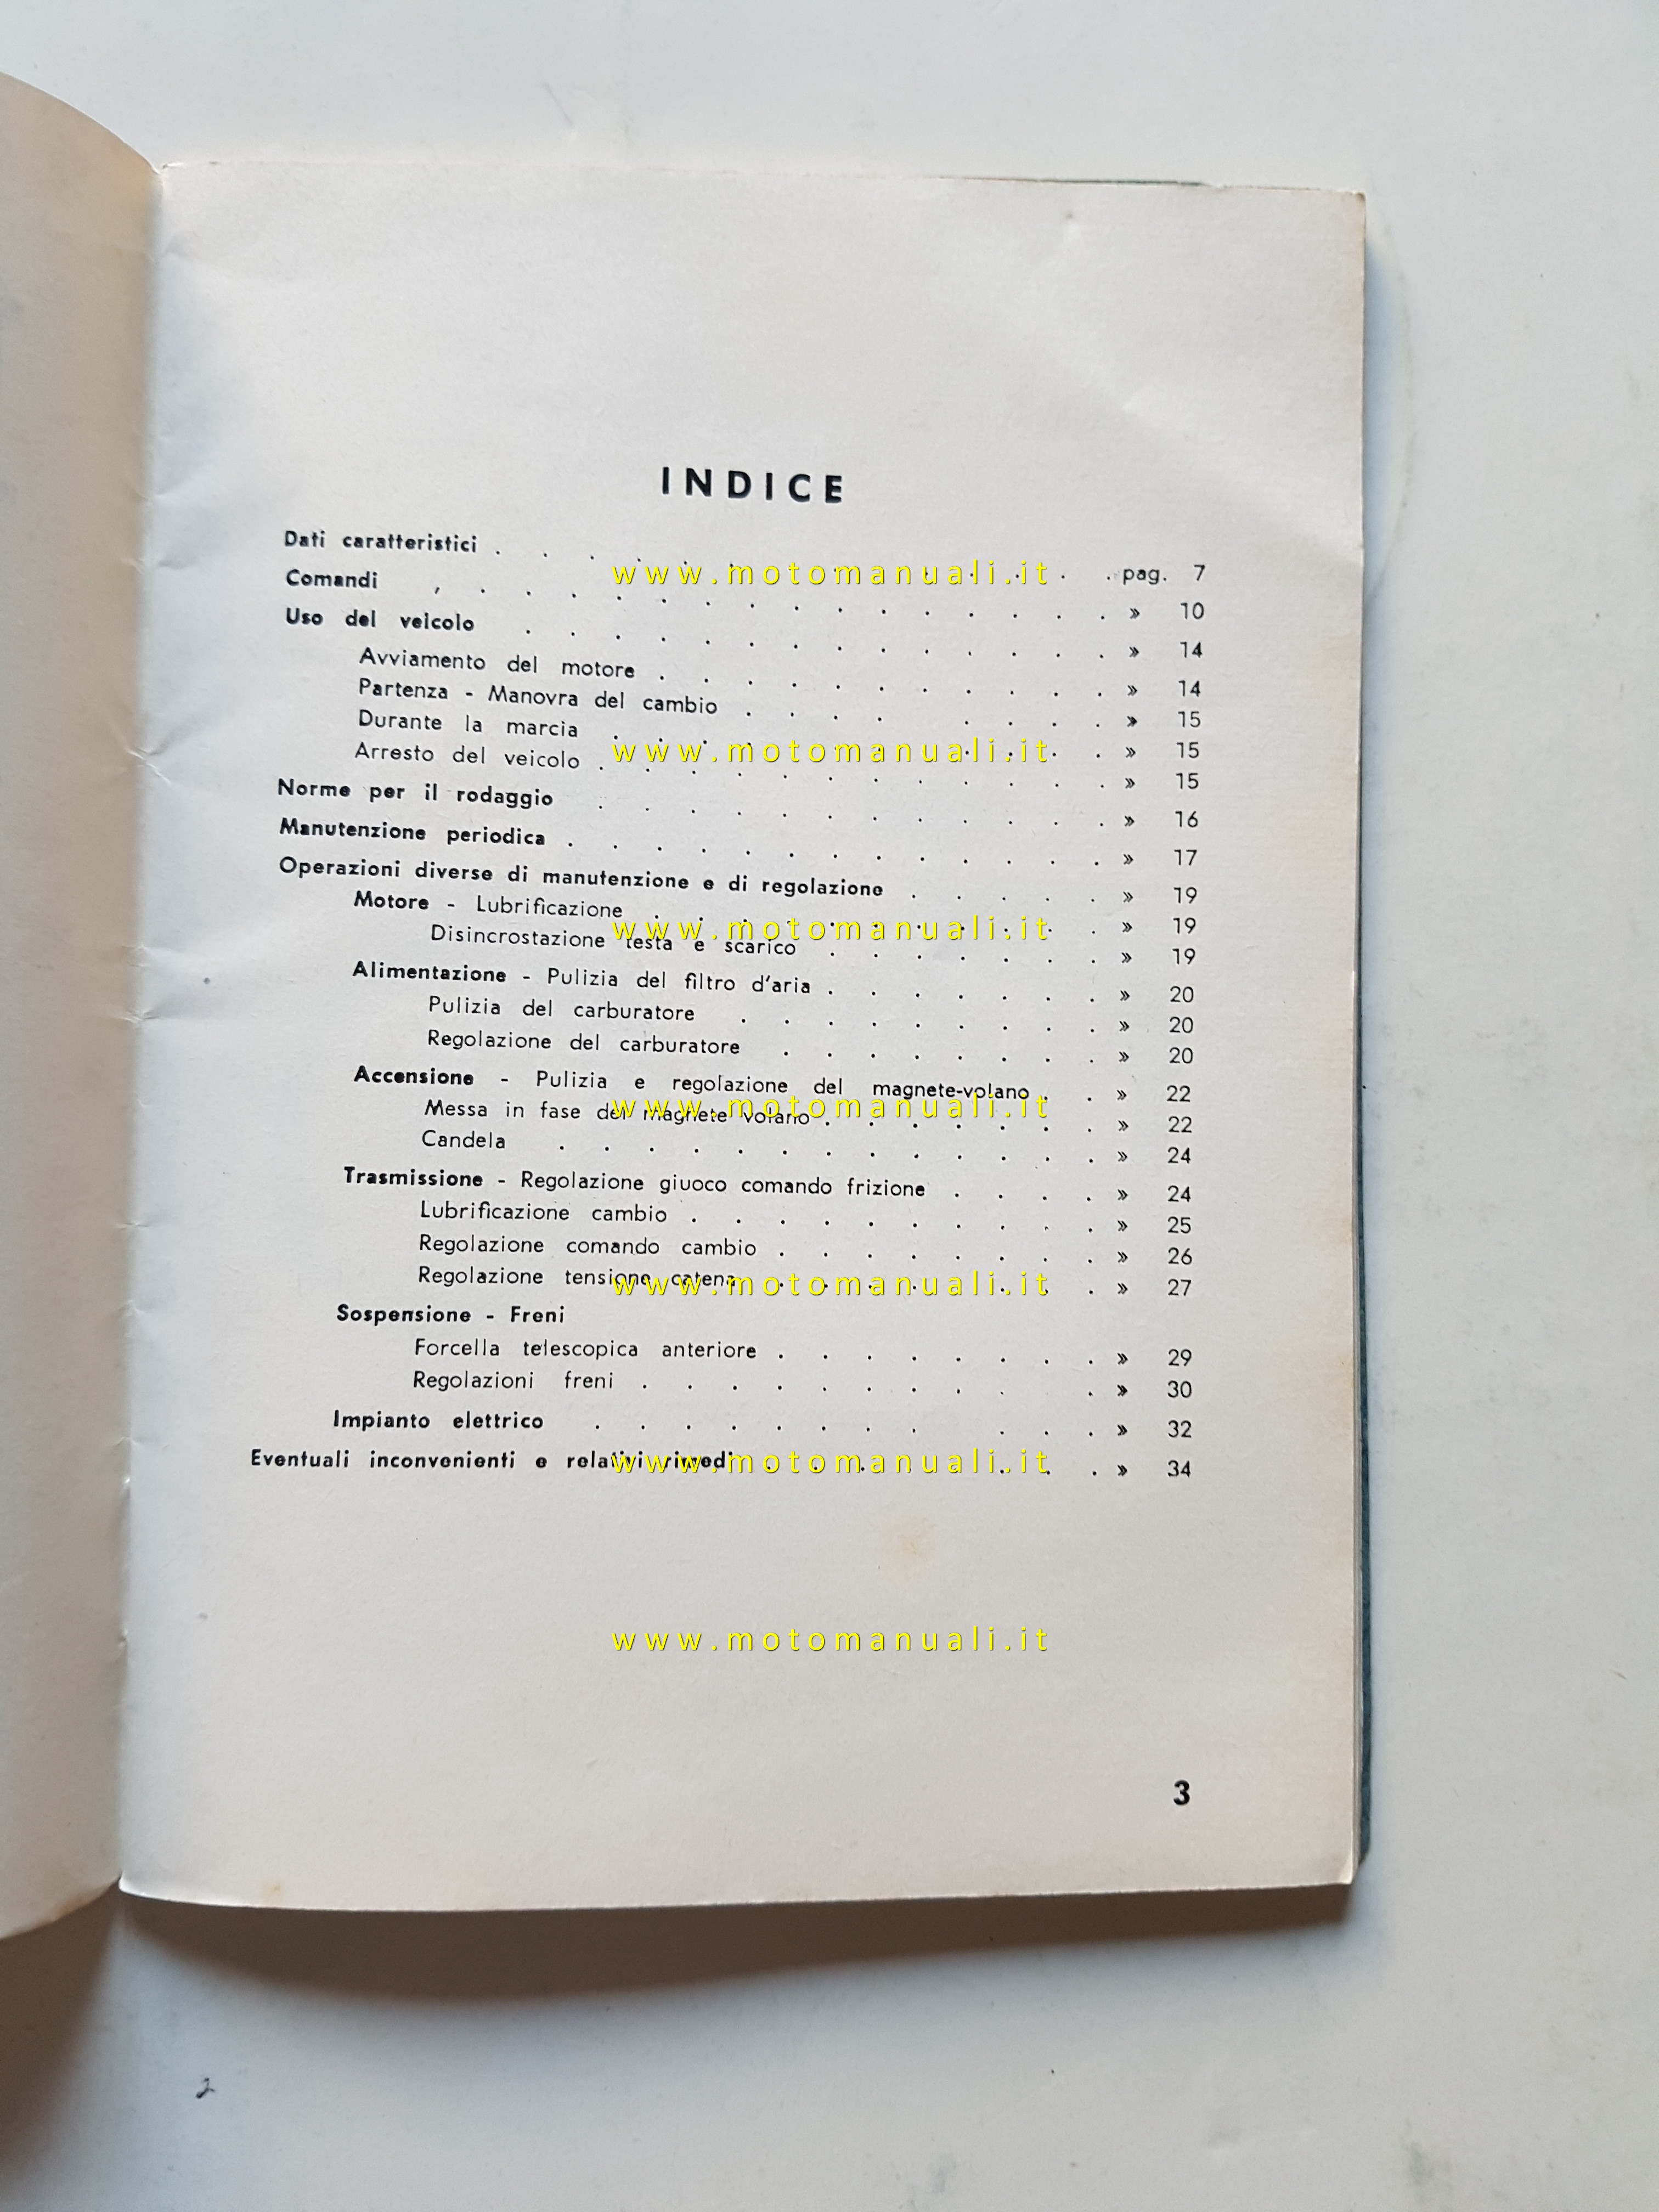 INDICE
Dati caratteristici . . . . . . . . . . . . . pag. 7
Comandi , . . . . . . . . . . . . . . . » 10
Uso del veicolo . . . . . . . . . . . . . . » 14
Avviamento del motore . . . . . . . . . . . » 14
Partenza - Manovra del cambio . . . . . . . . » 15
Durante la marcia . . . . . . . . . . . . » 15
Arresto del veicolo . . . . . . . . . . . . » 15
Norme per il rodaggio . . . . . . . . . . . . » 16
Manutenzione periodica . . . . . . . . . . . . . » 17
Operazioni diverse di manutenzione e di regolazione . . . . . » 19
Motore - Lubrificazione . . . . . . . . . . . » 19
Disincrostazione testa e scarico . . . . . . . » 19
Alimentazione - Pulizia del filtro d'aria . . . . . . . » 20
Pulizia del carburatore . . . . . . . . . » 20
Regolazione del carburatore . . . . . . . . » 20
Accensione - Pulizia e regolazione del magnete-volano . . » 22
Messa in fase del magnete volano . . . . . . . » 22
Candela . . . . . . . . . . . . . » 24
Trasmissione - Regolazione giuoco comando frizione . . . . » 24
Lubrificazione cambio . . . . . . . . . . » 25
Regolazione comando cambio . . . . . . . . » 26
Regolazione tensione catena . . . . . . . . » 27
Sospensione - Freni
Forcella telescopica anteriore . . . . . . . . » 29
Regolazioni freni . . . . . . . . . . » 30
Impianto elettrico . . . . . . . . . . . » 32
Eventuali inconvenienti e relativi rimedi . . . . . . . . » 34
3
www.motomanuali.it
www.motomanuali.it
www.motomanuali.it
www.motomanuali.it
www.motomanuali.it
www.motomanuali.it
www.motomanuali.it